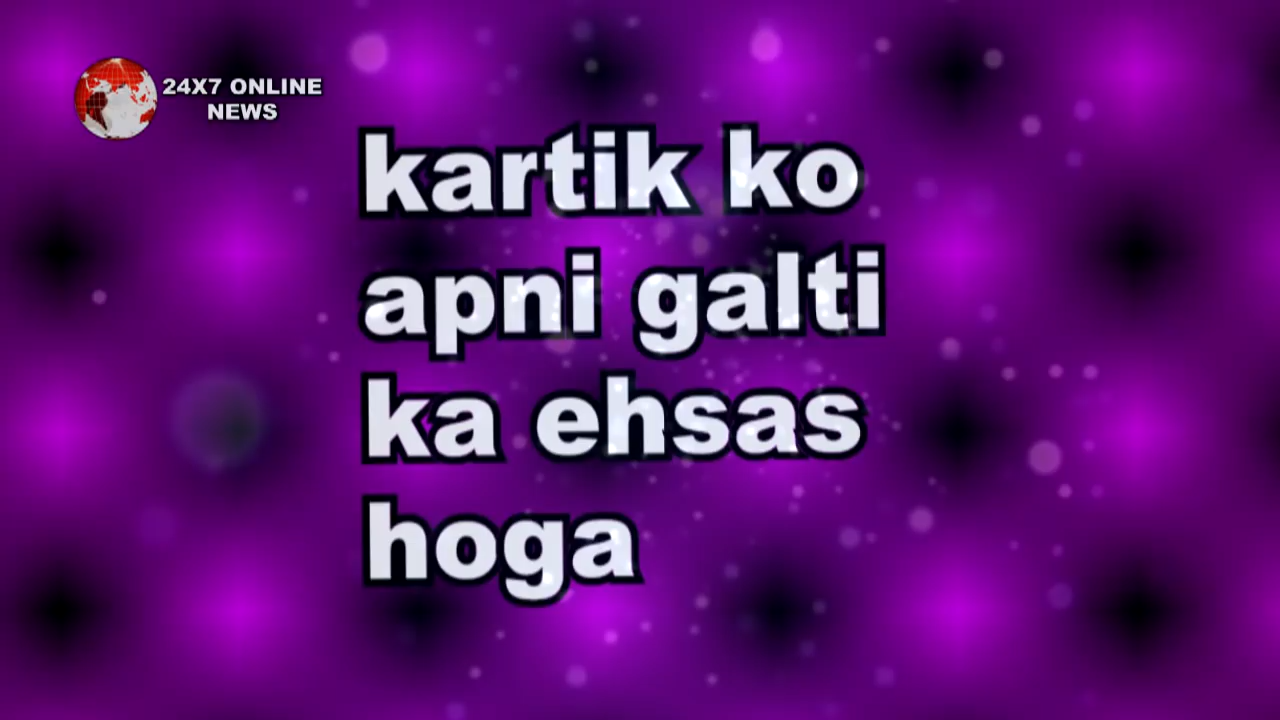 24X7 ONLINE
NEWS
kartik ko
apni galti
ka ehsas
hoga